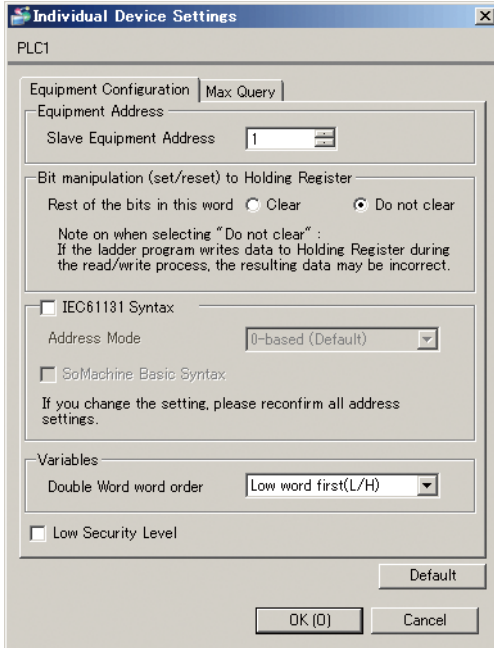 Individual Device Settings
PLC1
Equipment Configuration
Max Query
Equipment Address
Slave Equipment Address
1
Bit manipulation (set/reset) to Holding Register
Rest of the bits in this word
Clear
Do not clear
Note on when selecting "Do not clear" :
If the ladder program writes data to Holding Register during
the read/write process, the resulting data may be incorrect.
IEC61131 Syntax
Address Mode
0-based (Default)
SoMachine Basic Syntax
If you change the setting, please reconfirm all address
settings.
Variables
Double Word word order
Low word first(L/H)
Low Security Level
Default
OK (O)
Cancel